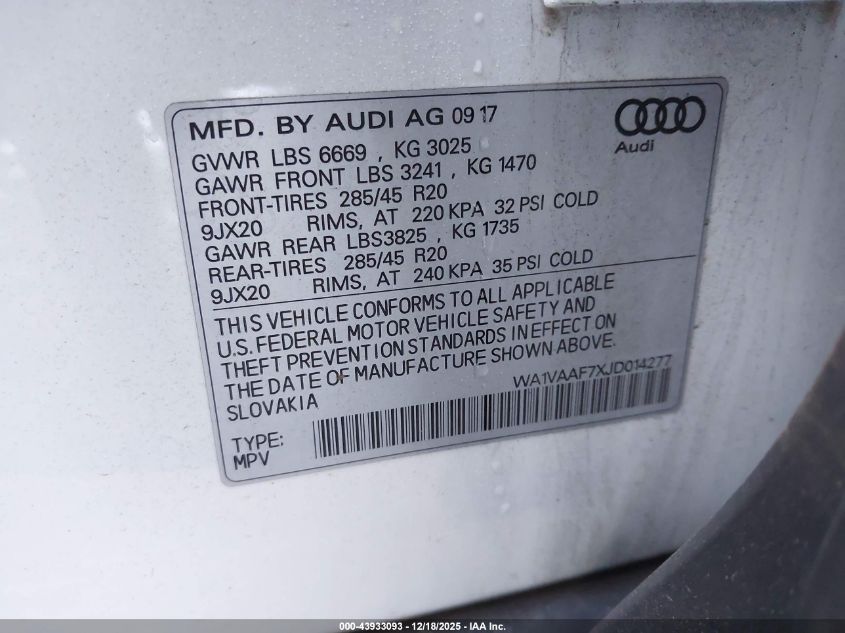 MFD. BY AUDI AG 09 17
Audi
GVWR LBS 6669 , KG 3025
GAWR FRONT LBS 3241 , KG 1470
FRONT-TIRES 285/45 R20
9JX20 RIMS, AT 220 KPA 32 PSI COLD
GAWR REAR LBS3825 , KG 1735
REAR-TIRES 285/45 R20
9JX20 RIMS, AT 240 KPA 35 PSI COLD
THIS VEHICLE CONFORMS TO ALL APPLICABLE
U.S. FEDERAL MOTOR VEHICLE SAFETY AND
THEFT PREVENTION STANDARDS IN EFFECT ON
THE DATE OF MANUFACTURE SHOWN ABOVE.
SLOVAKIA
WA1VAAF7XJD014277
TYPE:
MPV
000-43933093 - 12/18/2025 - IAA Inc.